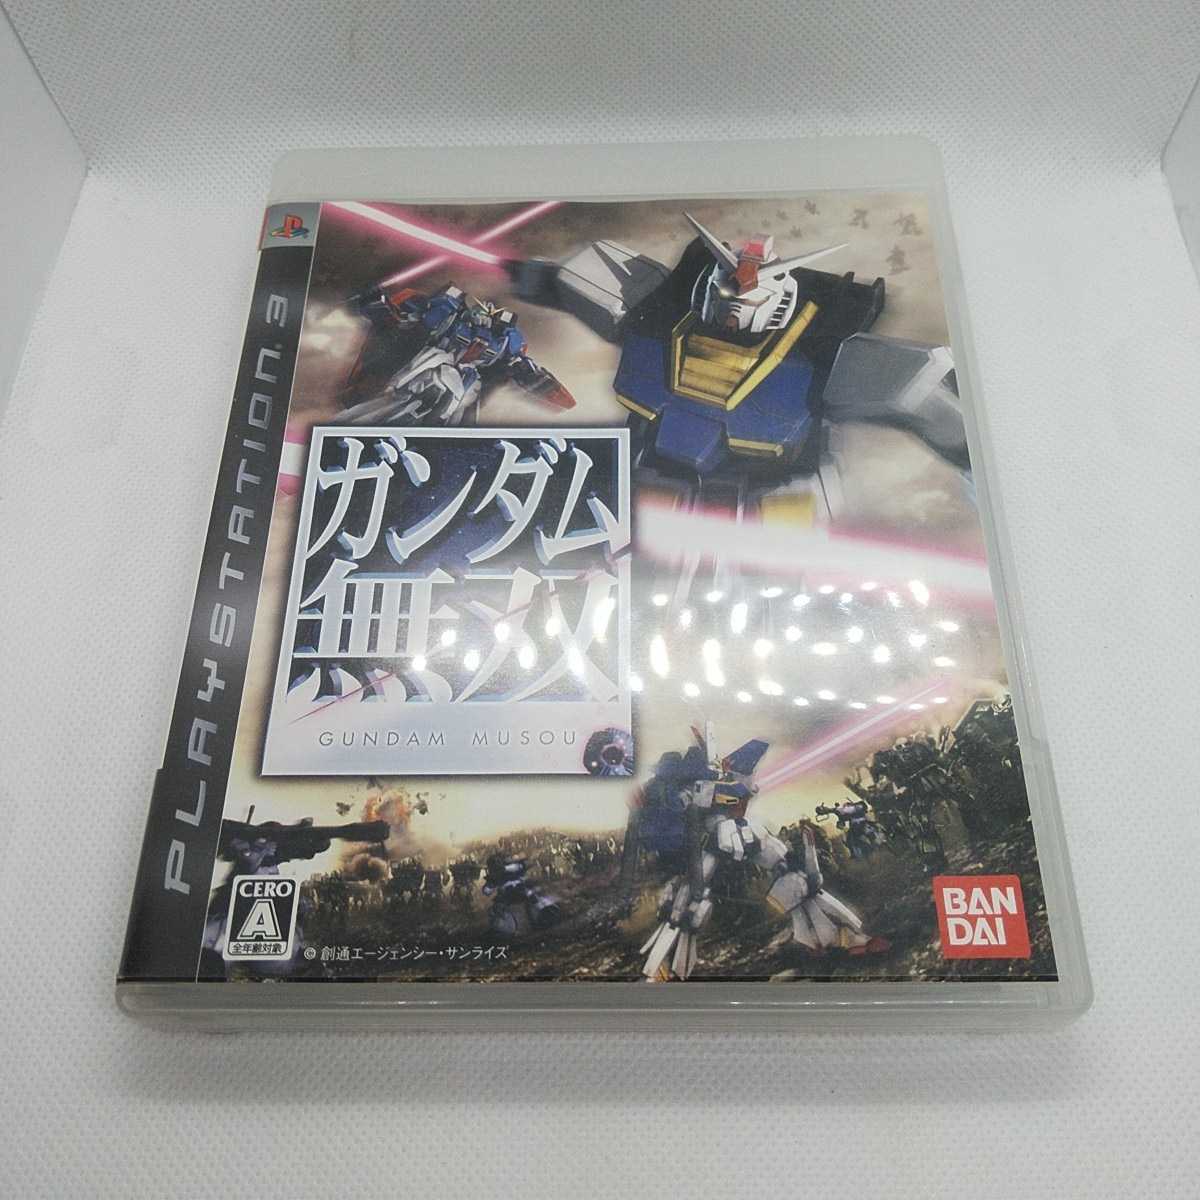 PLAYSTATION 3
ガンダム
無双
GUNDAM MUSOU
CERO
A
全年齢対象
© 創通エージェンシー・サンライズ
BAN
DAI